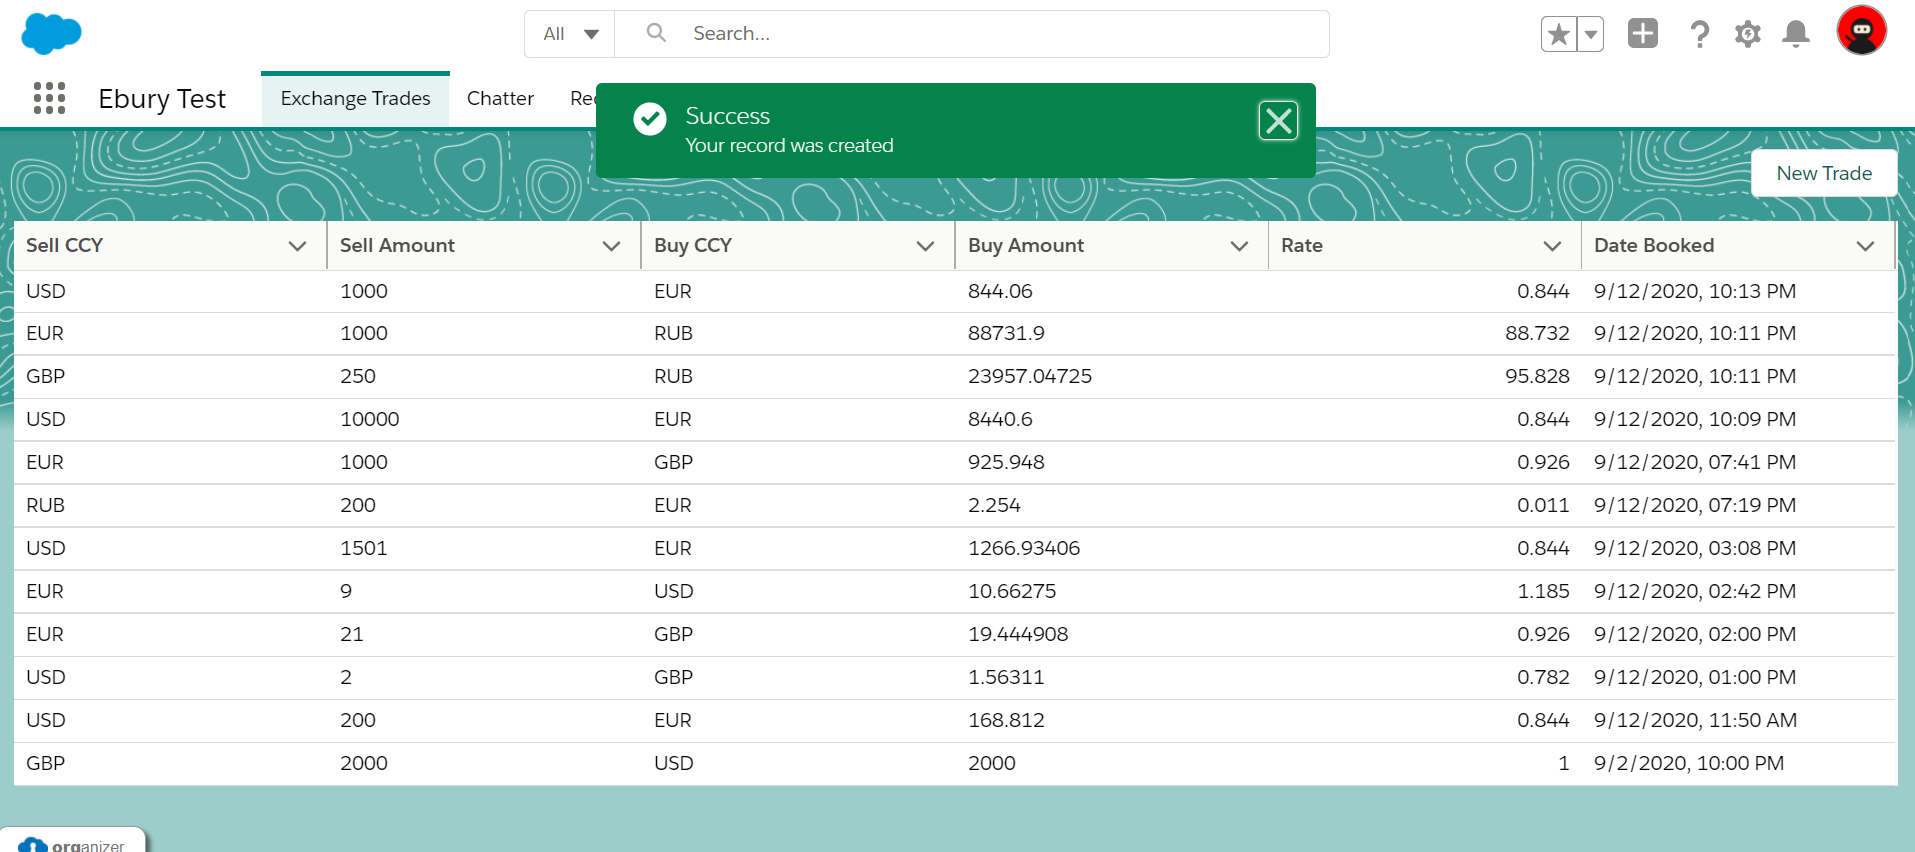 All Search...
Ebury Test Exchange Trades Chatter
Success
Your record was created
New Trade
Sell CCY Sell Amount Buy CCY Buy Amount Rate Date Booked
USD 1000 EUR 844.06 0.844 9/12/2020, 10:13 PM
EUR 1000 RUB 88731.9 88.732 9/12/2020, 10:11 PM
GBP 250 RUB 23957.04725 95.828 9/12/2020, 10:11 PM
USD 10000 EUR 8440.6 0.844 9/12/2020, 10:09 PM
EUR 1000 GBP 925.948 0.926 9/12/2020, 07:41 PM
RUB 200 EUR 2.254 0.011 9/12/2020, 07:19 PM
USD 1501 EUR 1266.93406 0.844 9/12/2020, 03:08 PM
EUR 9 USD 10.66275 1.185 9/12/2020, 02:42 PM
EUR 21 GBP 19.444908 0.926 9/12/2020, 02:00 PM
USD 2 GBP 1.56311 0.782 9/12/2020, 01:00 PM
USD 200 EUR 168.812 0.844 9/12/2020, 11:50 AM
GBP 2000 USD 2000 1 9/2/2020, 10:00 PM
organizer